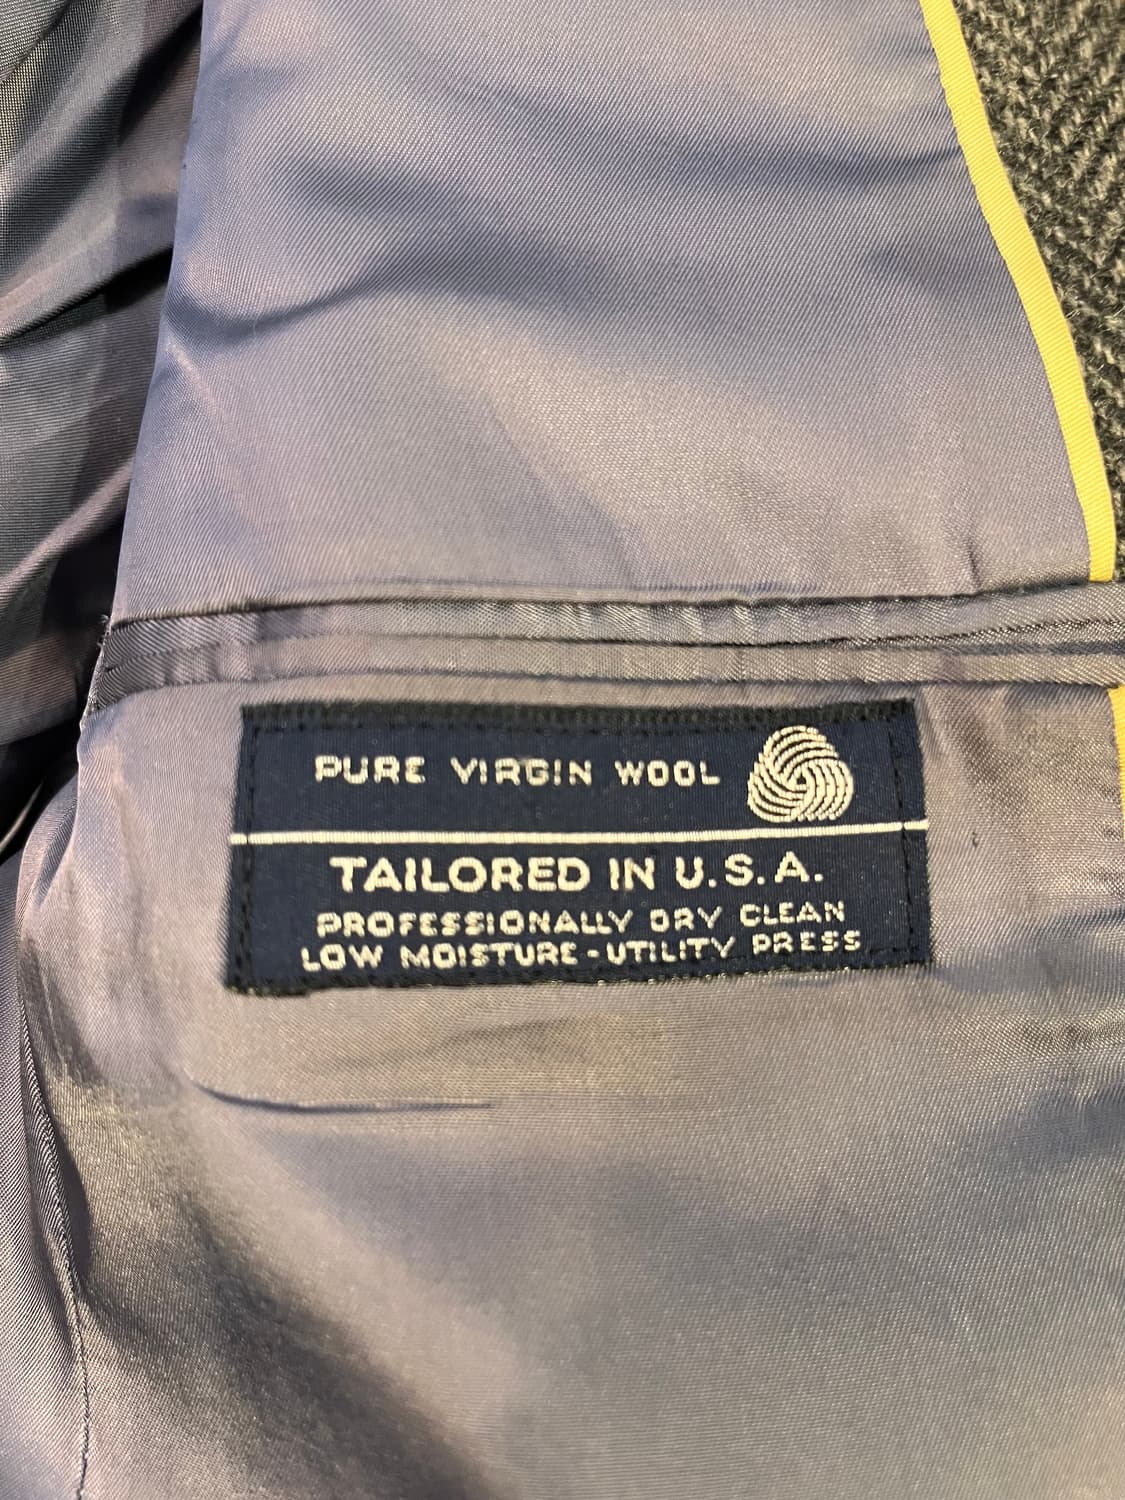 PURE VIRGIN WOOL
TAILORED IN U.S.A.
PROFESSIONALLY DRY CLEAN
LOW MOISTURE-UTILITY PRESS